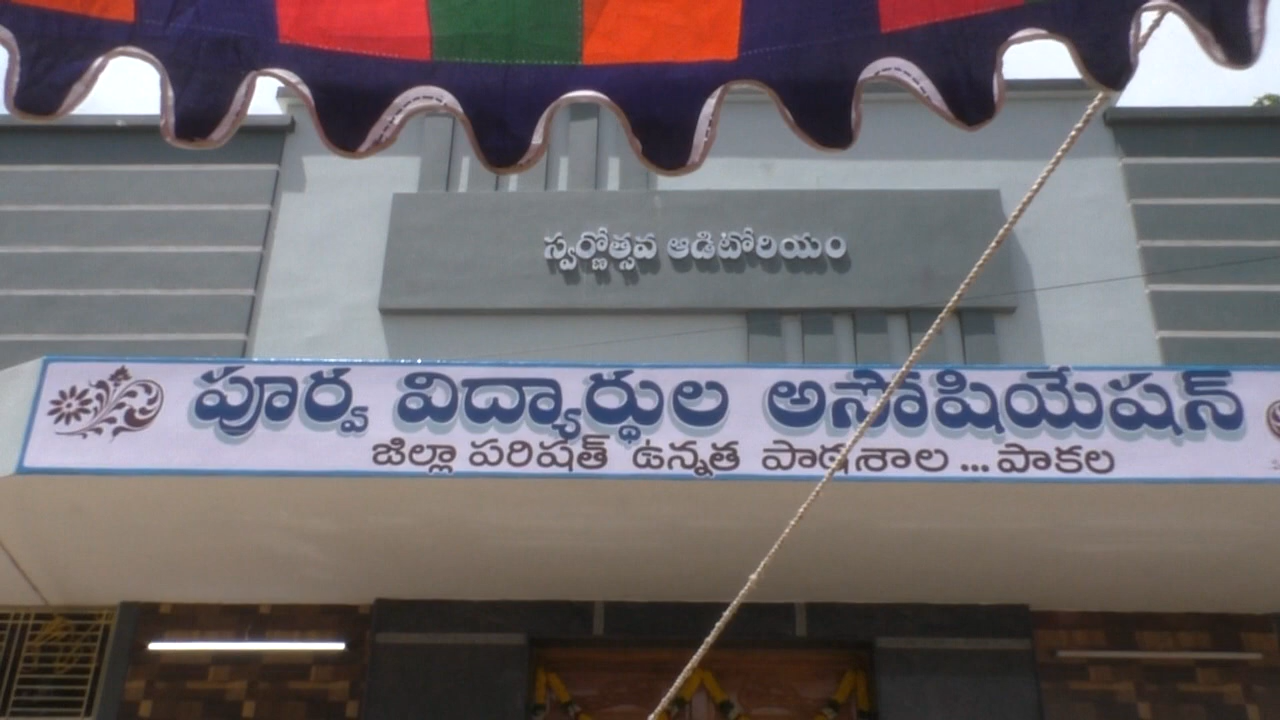 స్వర్ణోత్సవ ఆడిటోరియం
పూర్వ విద్యార్థుల అసోషియేషన్
జిల్లా పరిషత్ ఉన్నత పాఠశాల ... పాకల